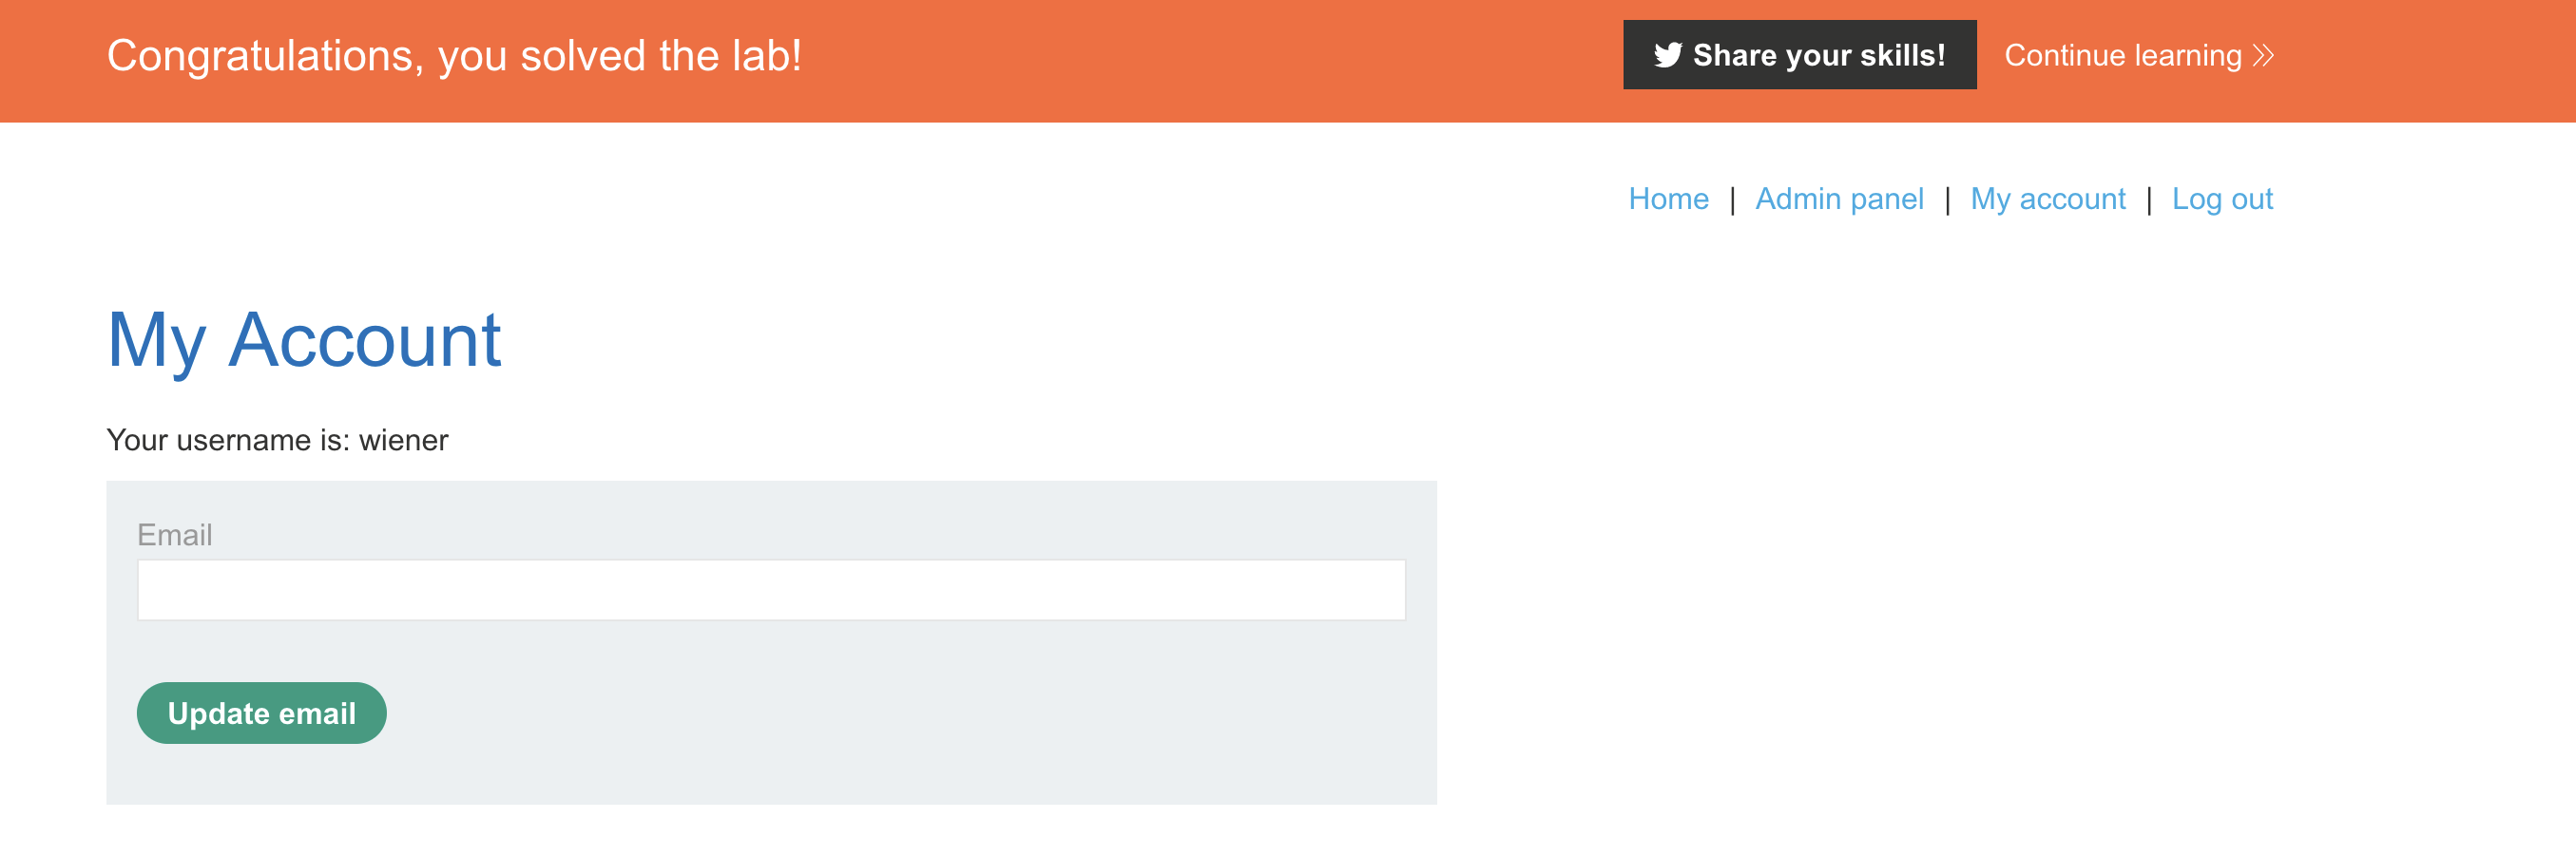 Congratulations, you solved the lab!
Share your skills!
Continue learning
Home | Admin panel | My account | Log out
My Account
Your username is: wiener
Email
Update email